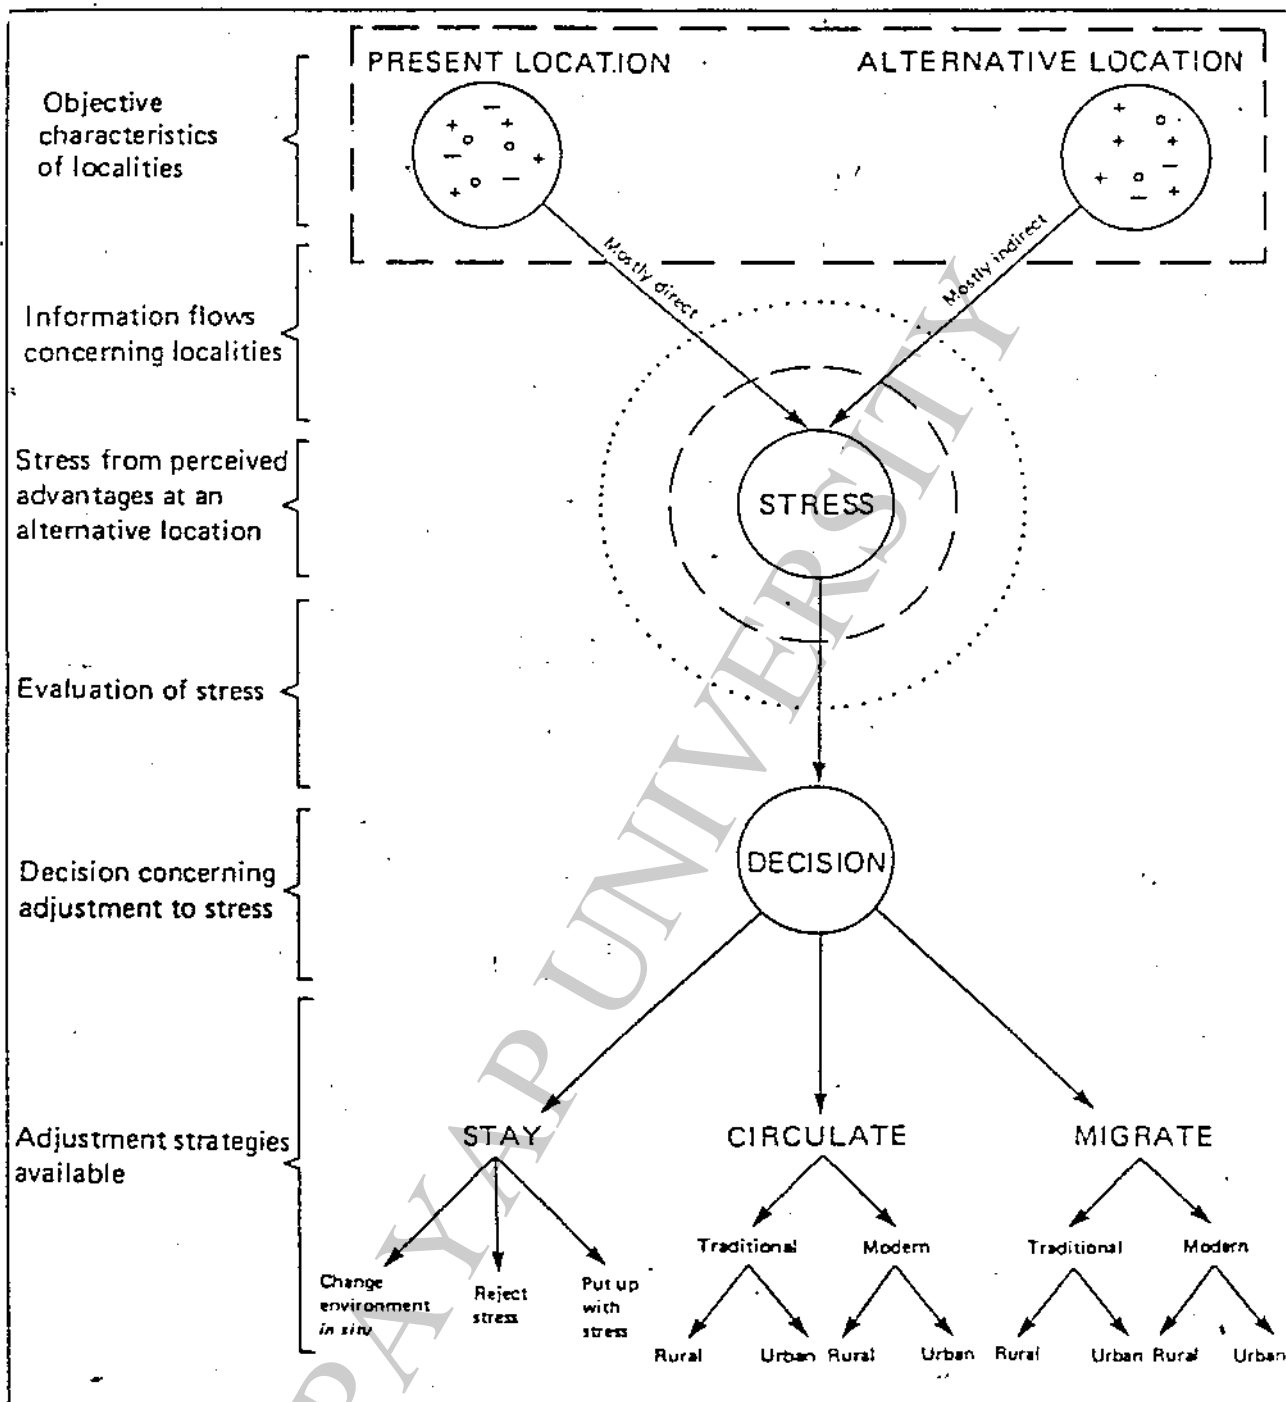 PRESENT LOCATION
ALTERNATIVE LOCATION
Objective
characteristics
of localities
Mostly direct
Mostly indirect
Information flows
concerning localities
Stress from perceived
advantages at an
alternative location
STRESS
Evaluation of stress
Decision concerning
adjustment to stress
DECISION
Adjustment strategies
available
STAY
CIRCULATE
MIGRATE
Change
environment
in situ
Reject
stress
Put up
with
stress
Traditional
Modern
Traditional
Modern
Rural
Urban
Rural
Urban
Rural
Urban
Rural
Urban
PAYAP UNIVERSITY